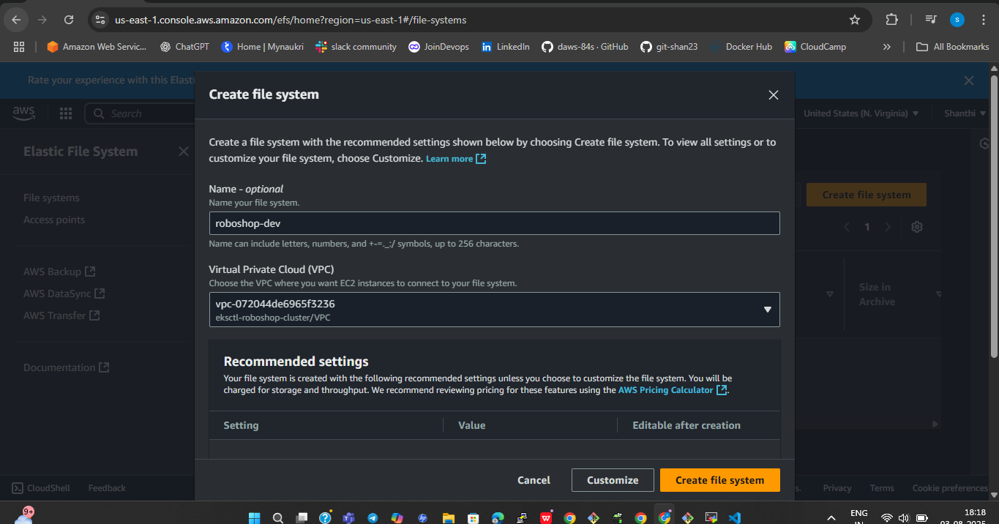 us-east-1.console.aws.amazon.com/efs/home?region=us-east-1#/file-systems
S
Amazon Web Servic...
ChatGPT
Home | Mynaukri
slack community
JoinDevops
LinkedIn
daws-84s · GitHub
git-shan23
Docker Hub
CloudCamp
»
All Bookmarks
Rate your experience with this Elasti
aws
Search
United States (N. Virginia)
Shanthi
Elastic File System
File systems
Access points
AWS Backup
AWS DataSync
AWS Transfer
Documentation
Create file system
1
Size in
Archive
Create file system
Create a file system with the recommended settings shown below by choosing Create file system. To view all settings or to
customize your file system, choose Customize. Learn more
Name - optional
Name your file system.
roboshop-dev
Name can include letters, numbers, and +-=._:/ symbols, up to 256 characters.
Virtual Private Cloud (VPC)
Choose the VPC where you want EC2 instances to connect to your file system.
vpc-072044de6965f3236
eksctl-roboshop-cluster/VPC
Recommended settings
Your file system is created with the following recommended settings unless you choose to customize the file system. You will be
charged for storage and throughput. We recommend reviewing pricing for these features using the AWS Pricing Calculator.
Setting
Value
Editable after creation
Cancel
Customize
Create file system
CloudShell
Feedback
s.
Privacy
Terms
Cookie preferences
9+
ENG
IN
18:18
03-08-2025